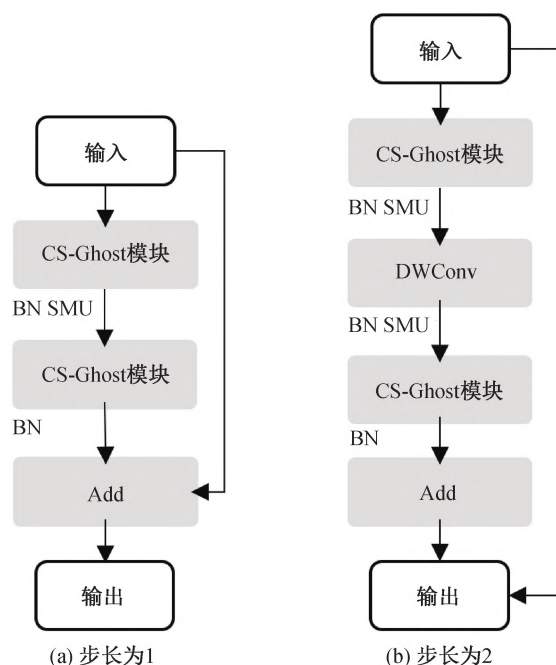 输入
CS-Ghost模块
BN SMU
CS-Ghost模块
BN
Add
输出
(a) 步长为1
输入
CS-Ghost模块
BN SMU
DWConv
BN SMU
CS-Ghost模块
BN
Add
输出
(b) 步长为2